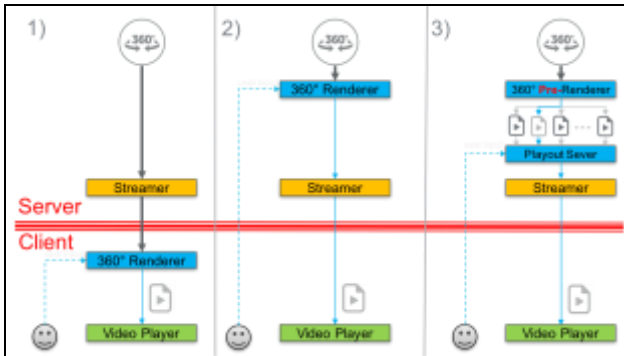 1)
360°
Streamer
Server
Client
360° Renderer
Video Player
2)
360°
360° Renderer
Streamer
Video Player
3)
360°
360° Pre-Renderer
Playout Sever
Streamer
Video Player